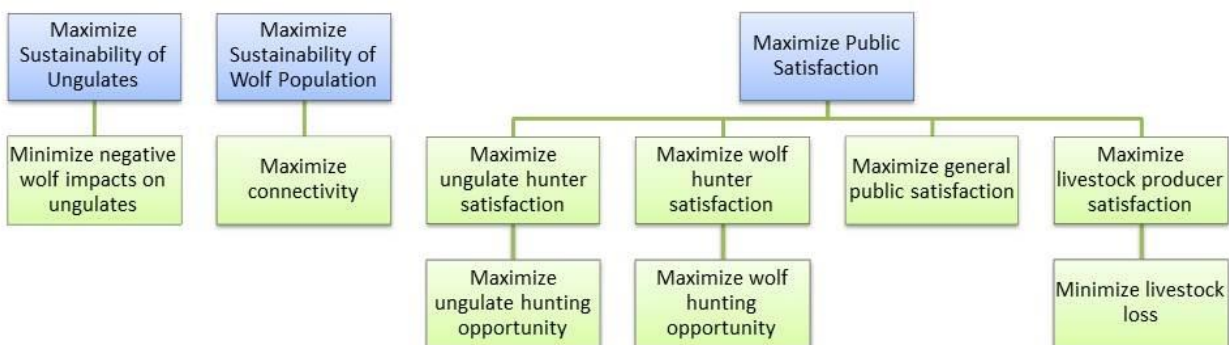 Maximize
Sustainability of
Ungulates
Maximize
Sustainability of
Wolf Population
Maximize Public
Satisfaction
Minimize negative
wolf impacts on
ungulates
Maximize
connectivity
Maximize
ungulate hunter
satisfaction
Maximize wolf
hunter
satisfaction
Maximize general
public satisfaction
Maximize
livestock producer
satisfaction
Maximize
ungulate hunting
opportunity
Maximize wolf
hunting
opportunity
Minimize livestock
loss